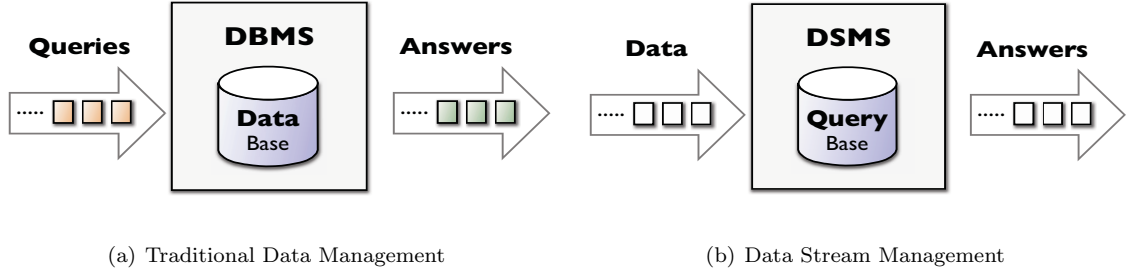 Queries
DBMS
Answers
.....
Data
Base
.....
(a) Traditional Data Management
Data
DSMS
Answers
.....
Query
Base
.....
(b) Data Stream Management